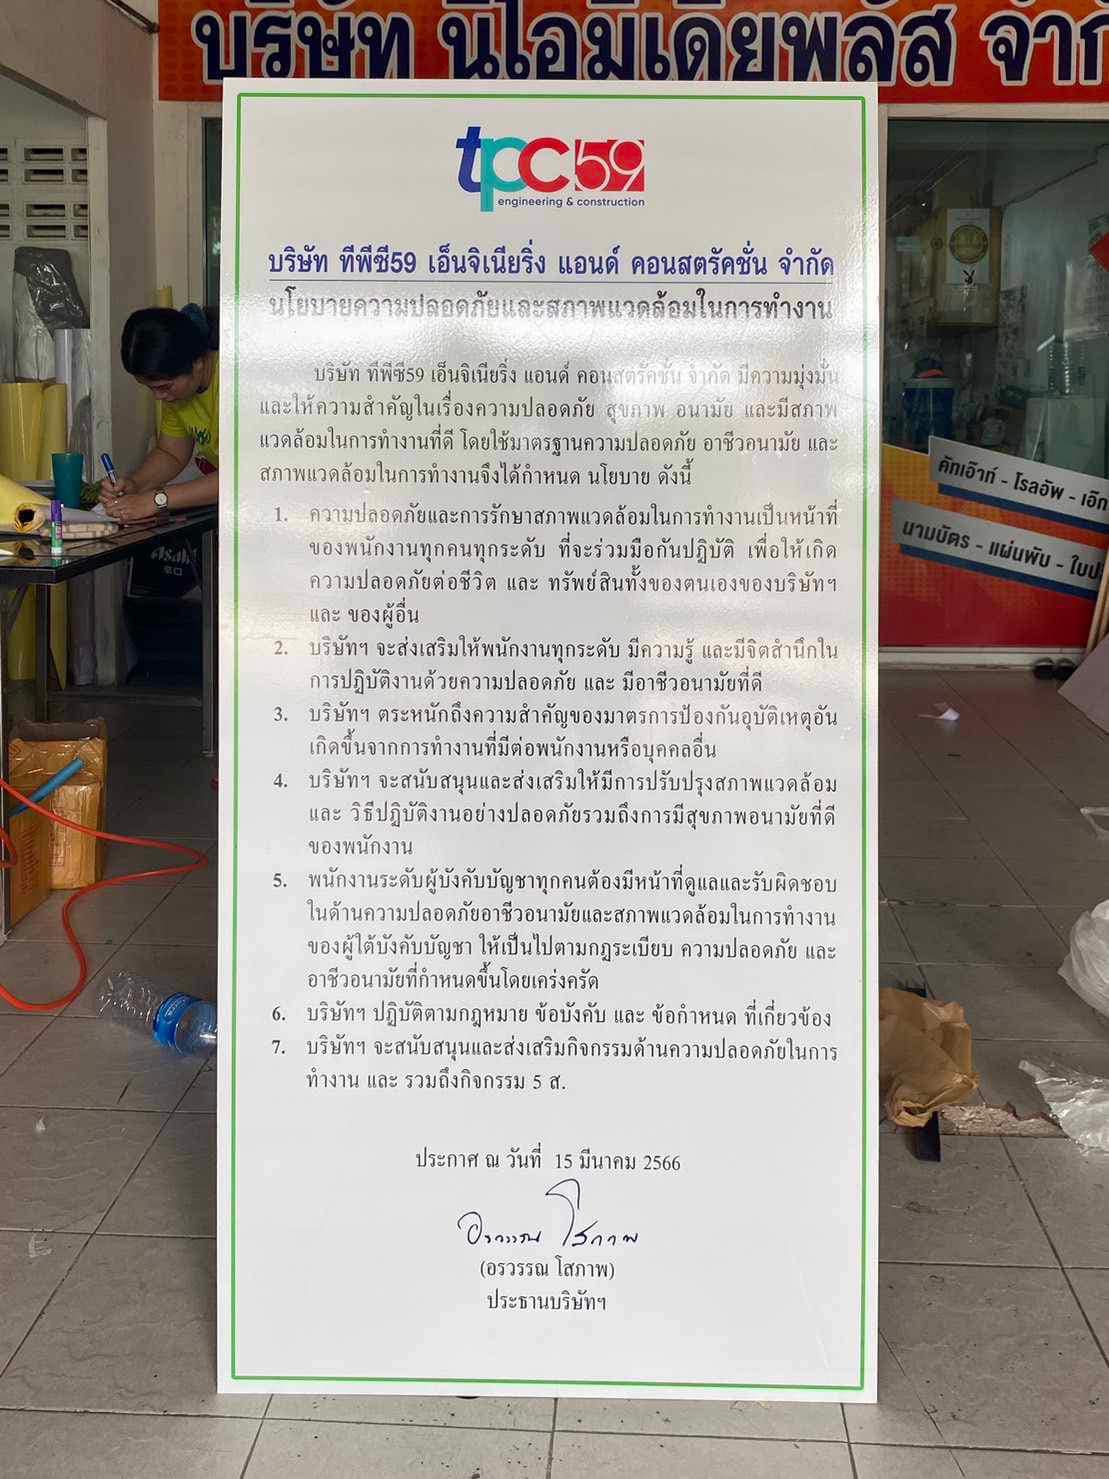 บริษัท นีโอมีเดียพลัส จำกั
tpc59
engineering & construction
บริษัท ทีพีซี59 เอ็นจิเนียริ่ง แอนด์ คอนสตรัคชั่น จำกัด
นโยบายความปลอดภัยและสภาพแวดล้อมในการทำงาน
บริษัท ทีพีซี59 เอ็นจิเนียริ่ง แอนด์ คอนสตรัคชั่น จำกัด มีความมุ่งมั่น
และให้ความสำคัญในเรื่องความปลอดภัย สุขภาพ อนามัย และมีสภาพ
แวดล้อมในการทำงานที่ดี โดยใช้มาตรฐานความปลอดภัย อาชีวอนามัย และ
สภาพแวดล้อมในการทำงานจึงได้กำหนด นโยบาย ดังนี้
1. ความปลอดภัยและการรักษาสภาพแวดล้อมในการทำงานเป็นหน้าที่
ของพนักงานทุกคนทุกระดับ ที่จะร่วมมือกันปฏิบัติ เพื่อให้เกิด
ความปลอดภัยต่อชีวิต และ ทรัพย์สินทั้งของตนเองของบริษัทฯ
และ ของผู้อื่น
2. บริษัทฯ จะส่งเสริมให้พนักงานทุกระดับ มีความรู้ และมีจิตสำนึกใน
การปฏิบัติงานด้วยความปลอดภัย และ มีอาชีวอนามัยที่ดี
3. บริษัทฯ ตระหนักถึงความสำคัญของมาตรการป้องกันอุบัติเหตุอัน
เกิดขึ้นจากการทำงานที่มีต่อพนักงานหรือบุคคลอื่น
4. บริษัทฯ จะสนับสนุนและส่งเสริมให้มีการปรับปรุงสภาพแวดล้อม
และ วิธีปฏิบัติงานอย่างปลอดภัยรวมถึงการมีสุขภาพอนามัยที่ดี
ของพนักงาน
5. พนักงานระดับผู้บังคับบัญชาทุกคนต้องมีหน้าที่ดูแลและรับผิดชอบ
ในด้านความปลอดภัยอาชีวอนามัยและสภาพแวดล้อมในการทำงาน
ของผู้ใต้บังคับบัญชา ให้เป็นไปตามกฏระเบียบ ความปลอดภัย และ
อาชีวอนามัยที่กำหนดขึ้นโดยเคร่งครัด
6. บริษัทฯ ปฏิบัติตามกฎหมาย ข้อบังคับ และ ข้อกำหนด ที่เกี่ยวข้อง
7. บริษัทฯ จะสนับสนุนและส่งเสริมกิจกรรมด้านความปลอดภัยในการ
ทำงาน และ รวมถึงกิจกรรม 5 ส.
ประกาศ ณ วันที่ 15 มีนาคม 2566
อรวรรณ โสภาพ
(อรวรรณ โสภาพ)
ประธานบริษัทฯ
คัทเอ๊าท์ - โรลอัพ - เอ็ก
นามบัตร - แผ่นพับ - ใบป